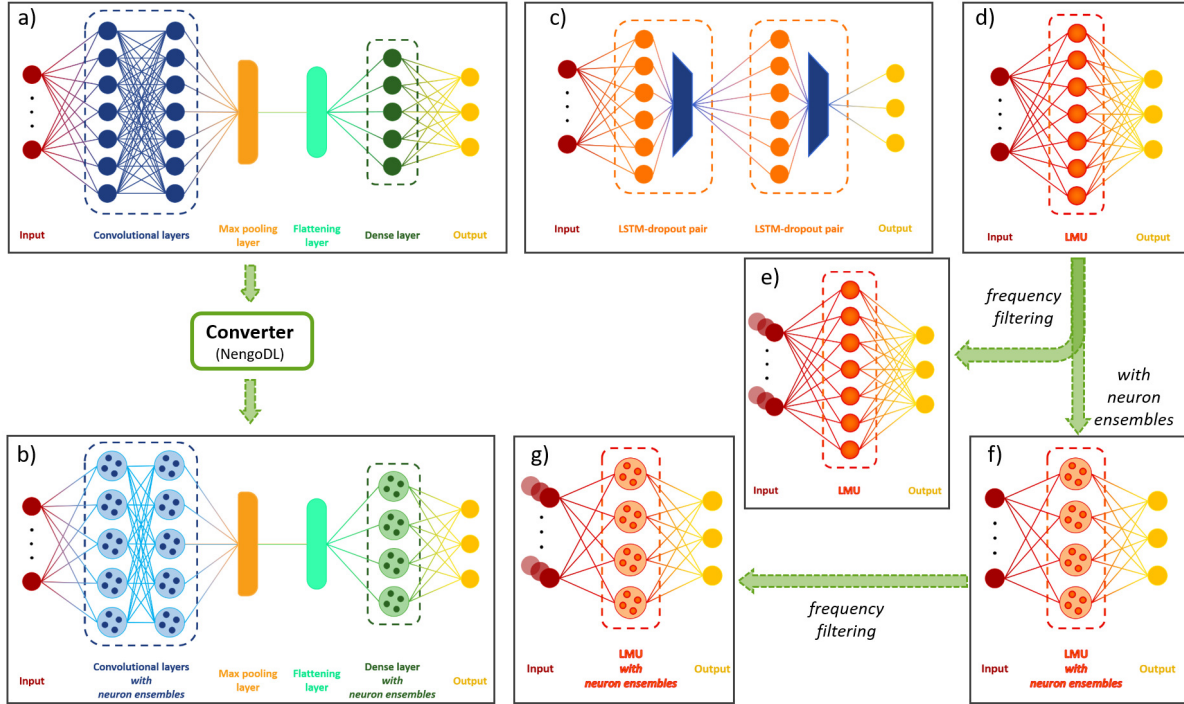 a)
Input
Convolutional layers
Max pooling
layer
Flattening
layer
Dense layer
Output
c)
Input
LSTM-dropout pair
LSTM-dropout pair
Output
d)
Input
LMU
Output
Converter
(NengoDL)
e)
Input
LMU
Output
frequency
filtering
with
neuron
ensembles
b)
Input
Convolutional layers
with
neuron ensembles
Max pooling
layer
Flattening
layer
Dense layer
with
neuron ensembles
Output
g)
Input
LMU
with
neuron ensembles
Output
frequency
filtering
f)
Input
LMU
with
neuron ensembles
Output